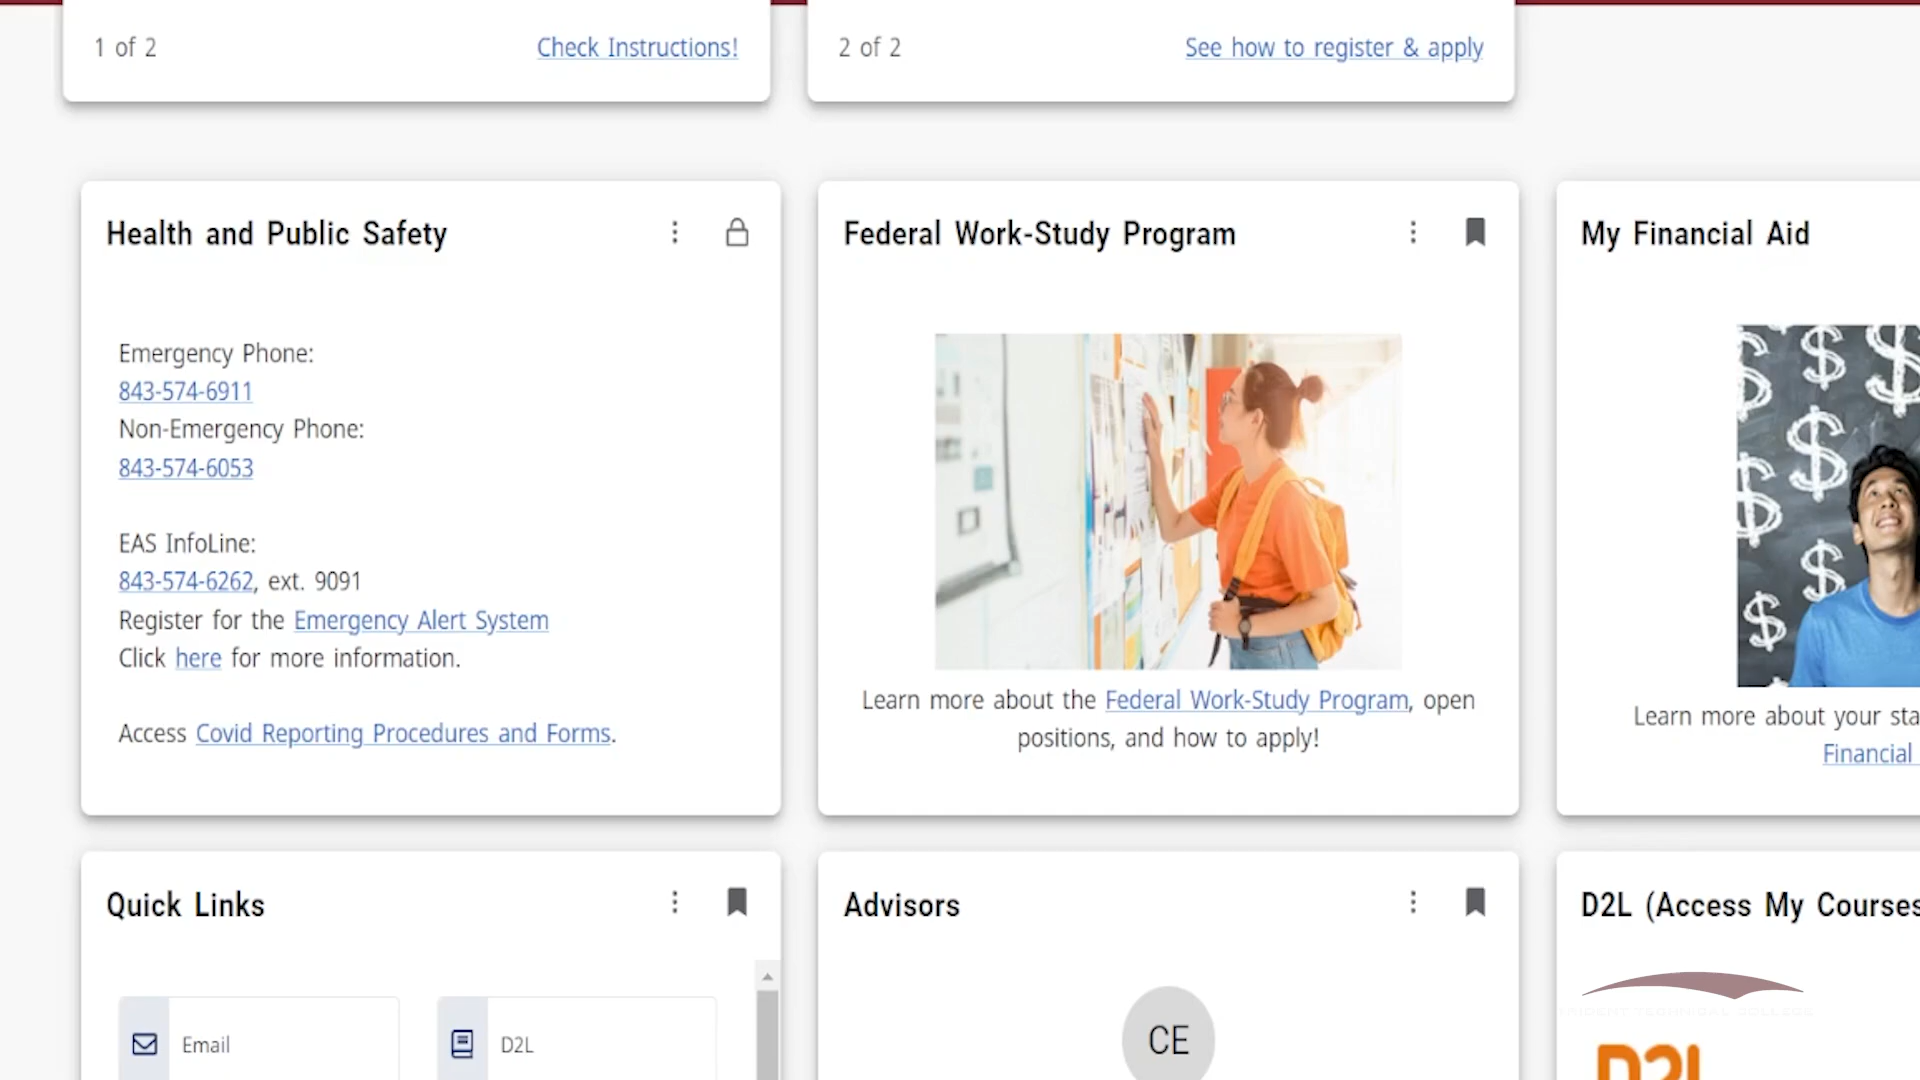 1 of 2
Check Instructions!
2 of 2
See how to register & apply
Health and Public Safety
Emergency Phone:
843-574-6911
Non-Emergency Phone:
843-574-6053
EAS InfoLine:
843-574-6262, ext. 9091
Register for the Emergency Alert System
Click here for more information.
Access Covid Reporting Procedures and Forms.
Federal Work-Study Program
Learn more about the Federal Work-Study Program, open
positions, and how to apply!
My Financial Aid
Learn more about your sta
Financial
Quick Links
Email
D2L
Advisors
CE
D2L (Access My Courses
TRIDENT TECHNICAL COLLEGE
D2L